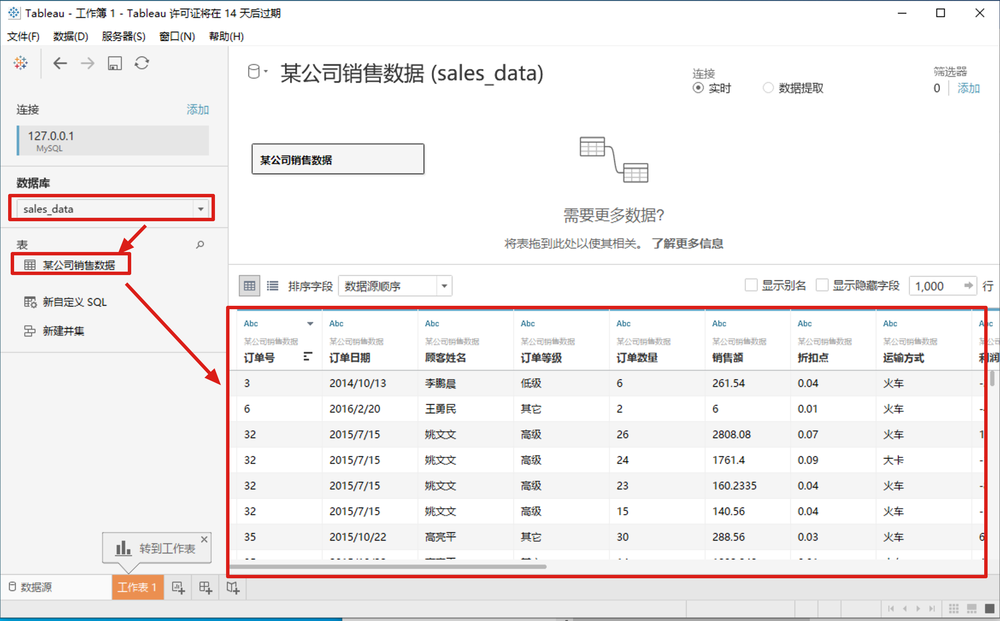 Tableau - 工作簿 1 - Tableau 许可证将在 14 天后过期
文件(F) 数据(D) 服务器(S) 窗口(N) 帮助(H)
连接 添加
127.0.0.1
MySQL
数据库
sales_data
表
某公司销售数据
新自定义 SQL
新建并集
转到工作表
某公司销售数据 (sales_data)
连接
实时 数据提取
筛选器
0 添加
某公司销售数据
需要更多数据?
将表拖到此处以使其相关。 了解更多信息
排序字段 数据源顺序 显示别名 显示隐藏字段 1,000 行
Abc Abc Abc Abc Abc Abc Abc Abc Abc
某公司销售数据 某公司销售数据 某公司销售数据 某公司销售数据 某公司销售数据 某公司销售数据 某公司销售数据 某公司销售数据 某公司
订单号 订单日期 顾客姓名 订单等级 订单数量 销售额 折扣点 运输方式 利润
3 2014/10/13 李鹏晨 低级 6 261.54 0.04 火车
6 2016/2/20 王勇民 其它 2 6 0.01 火车
32 2015/7/15 姚文文 高级 26 2808.08 0.07 火车
32 2015/7/15 姚文文 高级 24 1761.4 0.09 大卡
32 2015/7/15 姚文文 高级 23 160.2335 0.04 火车
32 2015/7/15 姚文文 高级 15 140.56 0.04 火车
35 2015/10/22 高亮平 其它 30 288.56 0.03 火车
数据源 工作表 1